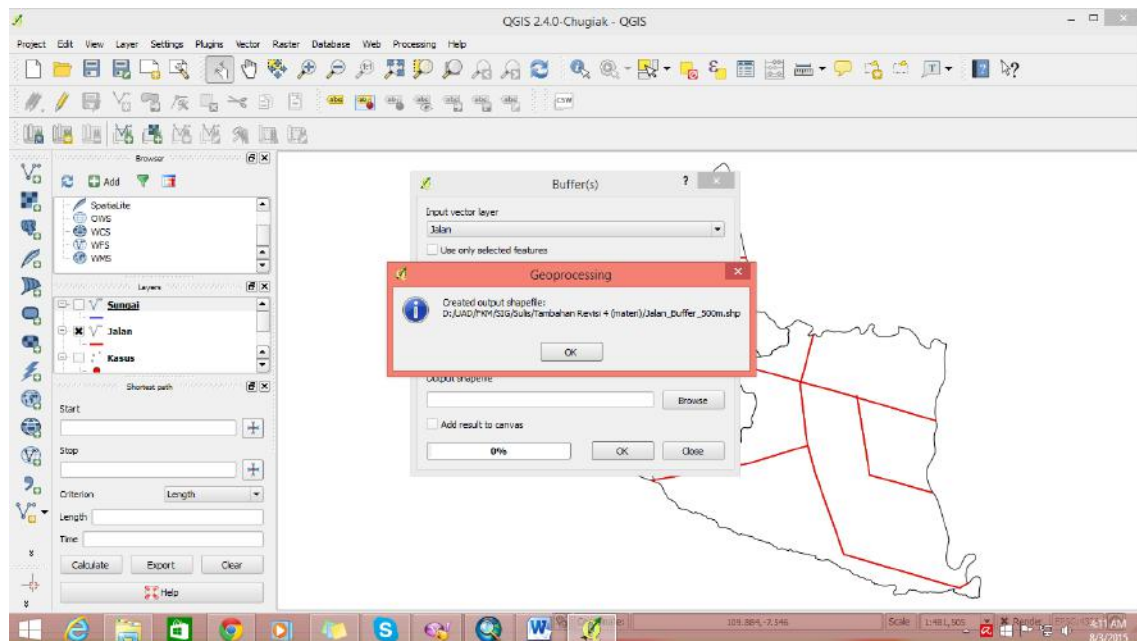 QGIS 2.4.0-Chugiak - QGIS
Project Edit View Layer Settings Plugins Vector Raster Database Web Processing Help
CSW
Browser
Add
SpatiaLite
OWS
WCS
WFS
WMS
Layers
Sungai
Jalan
Kasus
Shortest path
Start
Stop
Criterion Length
Length
Time
Calculate Export Clear
Help
Buffer(s)
Input vector layer
Jalan
Use only selected features
Geoprocessing
Created output shapefile:
D:/UAD/FKM/SIG/Sulis/Tambahan Revisi 4 (materi)/Jalan_Buffer_500m.shp
OK
Output shapefile
Browse
Add result to canvas
0% OK Close
109.884,-7.546 Scale 1:481,505 Render
4:11 AM
8/3/2015